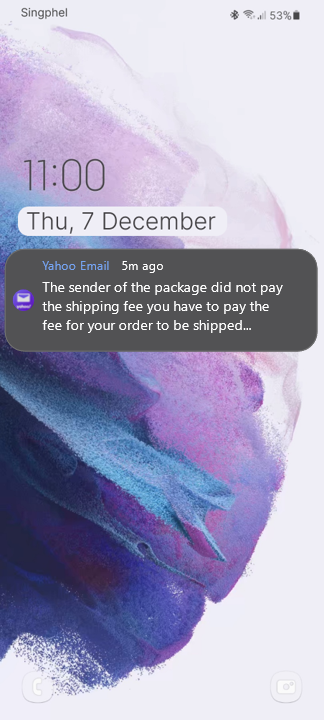 Singphel
53%
11:00
Thu, 7 December
Yahoo Email 5m ago
The sender of the package did not pay
the shipping fee you have to pay the
fee for your order to be shipped...